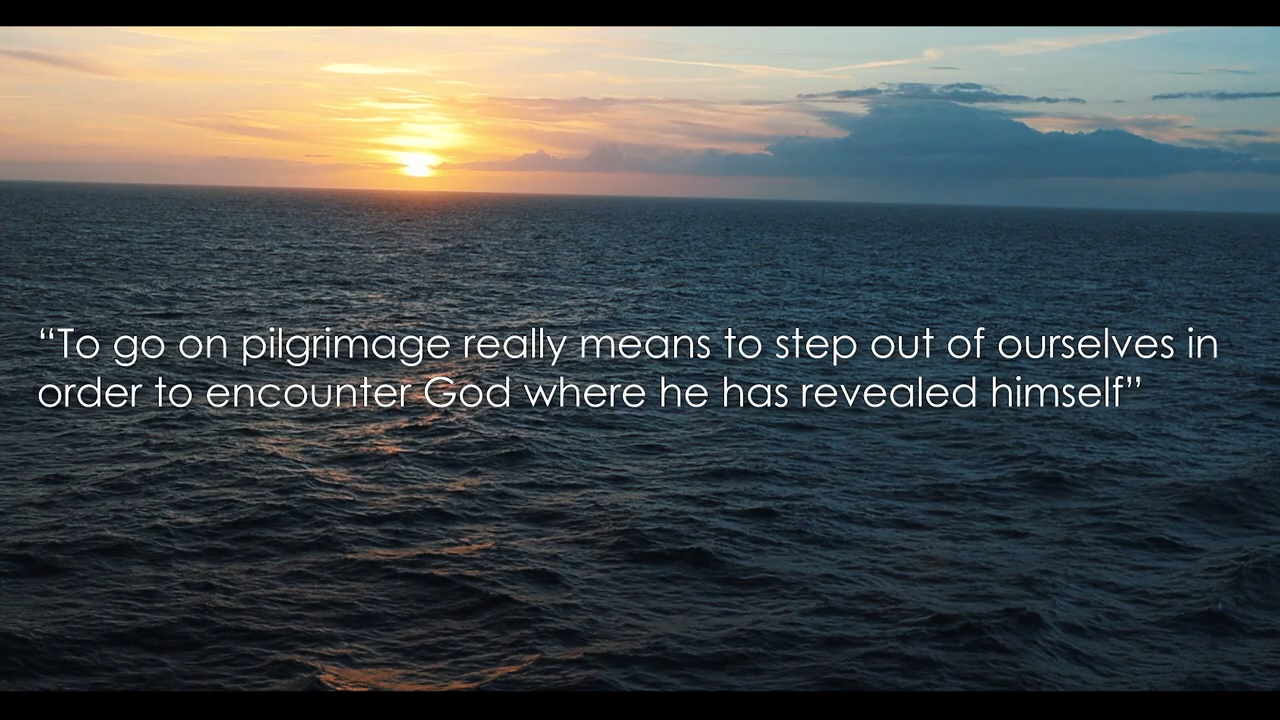 “To go on pilgrimage really means to step out of ourselves in
order to encounter God where he has revealed himself”